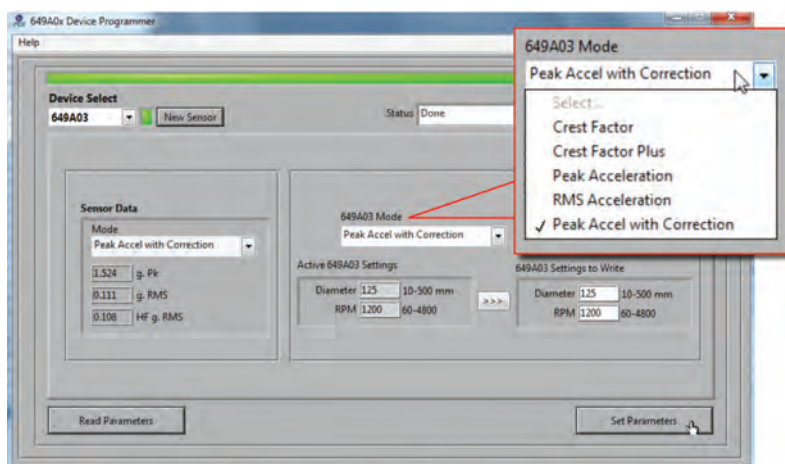 649A0x Device Programmer
Help
649A03 Mode
Peak Accel with Correction
Select...
Crest Factor
Crest Factor Plus
Peak Acceleration
RMS Acceleration
✓ Peak Accel with Correction
Device Select
649A03 New Sensor
Status Done
Sensor Data
Mode
Peak Accel with Correction
1.524 g. Pk
0.111 g. RMS
0.108 HF g. RMS
649A03 Mode
Peak Accel with Correction
Active 649A03 Settings
Diameter 125 10-500 mm
RPM 1200 60-4800
>>>
649A03 Settings to Write
Diameter 125 10-500 mm
RPM 1200 60-4800
Read Parameters
Set Parameters